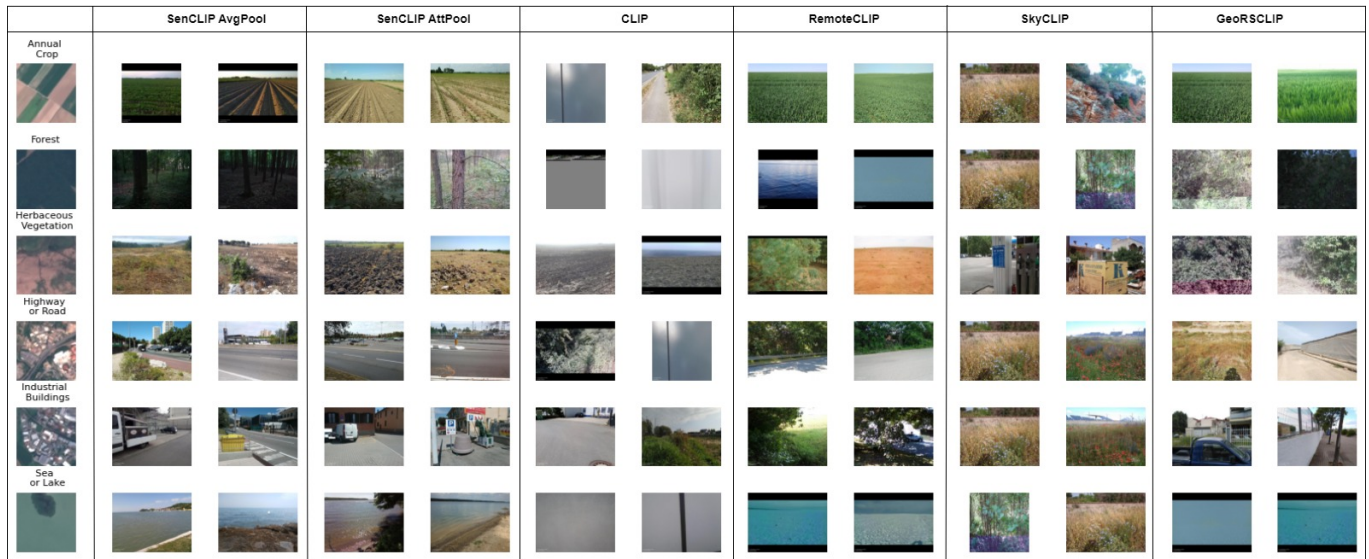 SenCLIP AvgPool SenCLIP AttPool CLIP RemoteCLIP SkyCLIP GeoRSCLIP
Annual
Crop
Forest
Herbaceous
Vegetation
Highway
or Road
Industrial
Buildings
Sea
or Lake